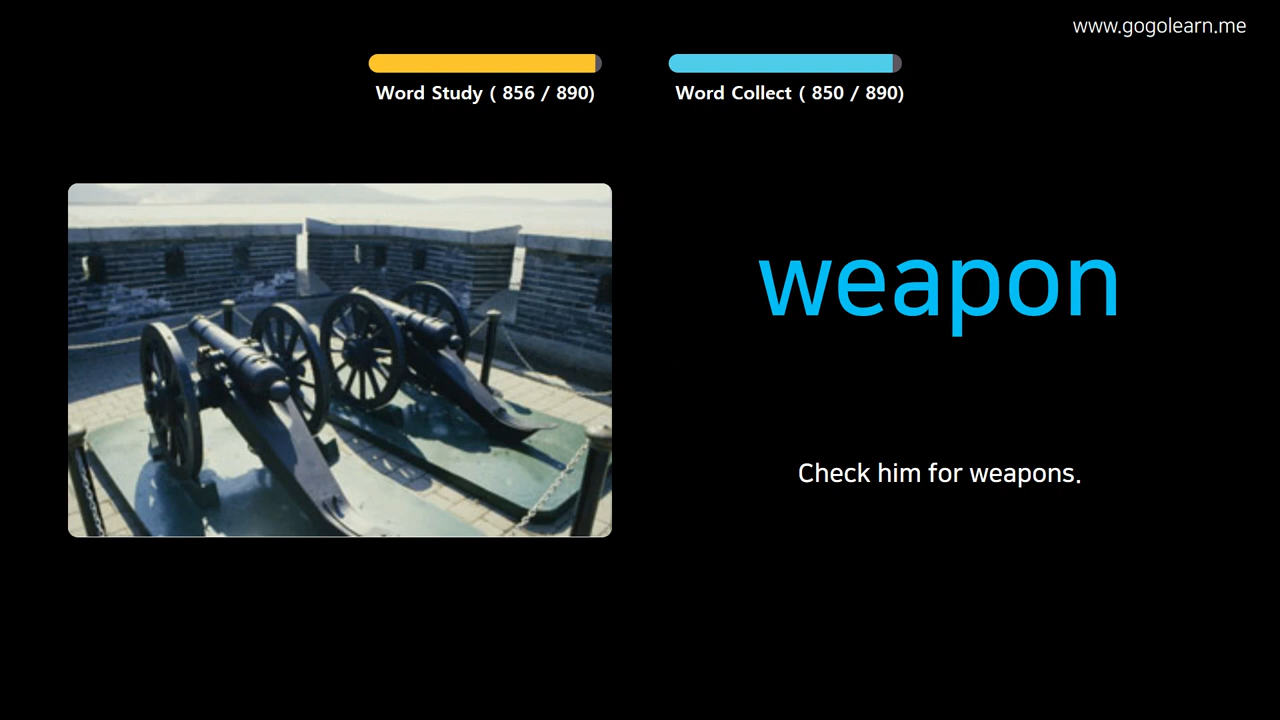 www.gogolearn.me
Word Study ( 856 / 890)
Word Collect ( 850 / 890)
weapon
Check him for weapons.